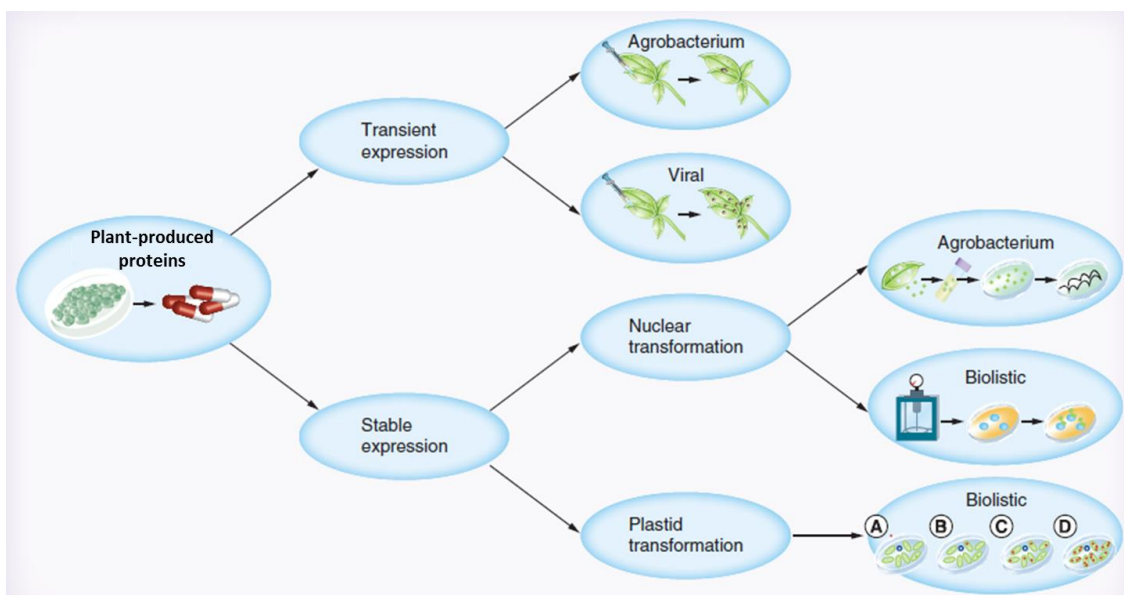 Agrobacterium
Transient
expression
Viral
Plant-produced
proteins
Agrobacterium
Nuclear
transformation
Biolistic
Stable
expression
Biolistic
A B C D
Plastid
transformation